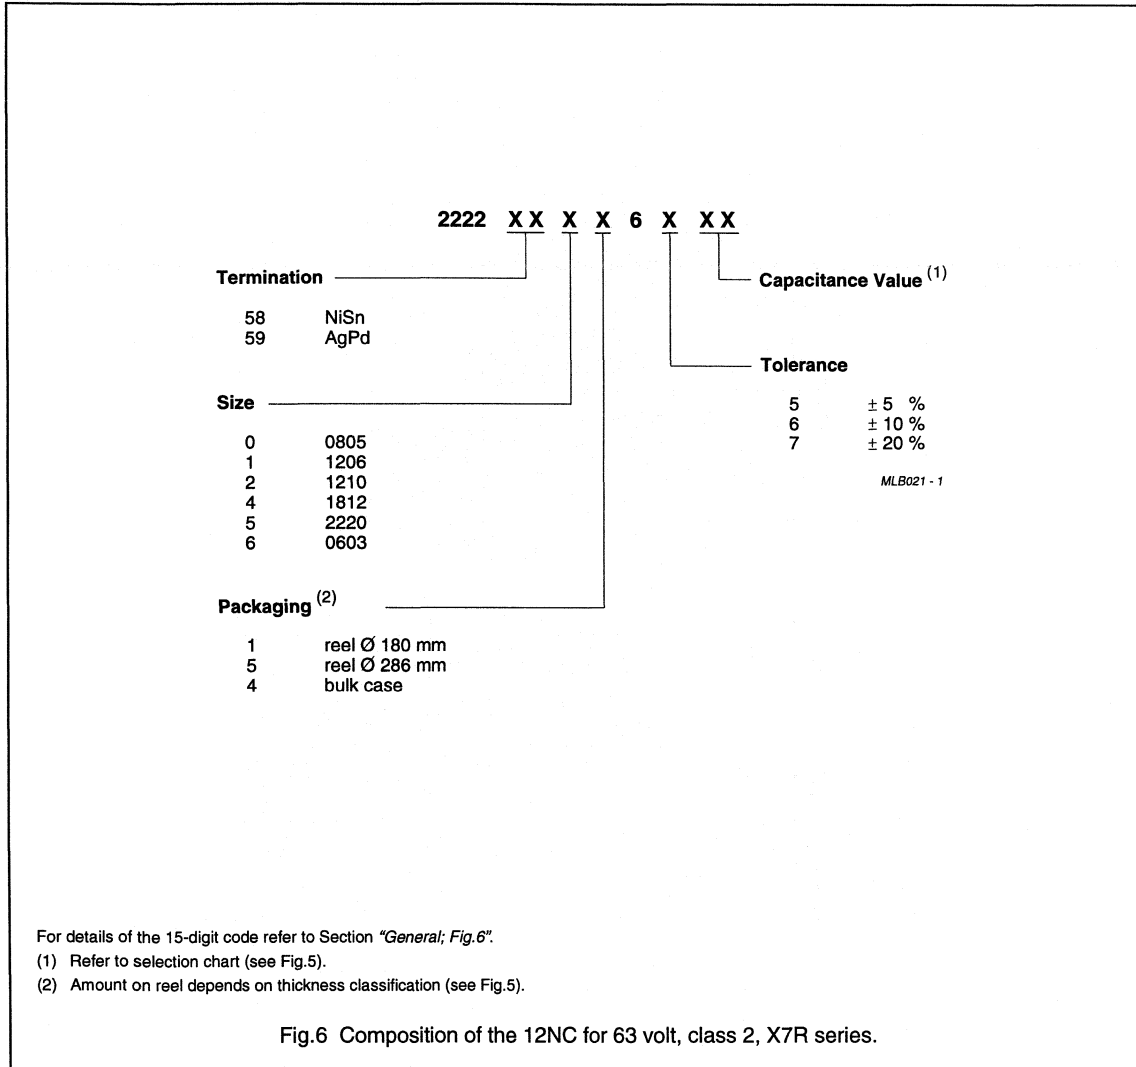 2222 XX X X 6 X XX
Termination
58 NiSn
59 AgPd
Size
0 0805
1 1206
2 1210
4 1812
5 2220
6 0603
Packaging (2)
1 reel Ø 180 mm
5 reel Ø 286 mm
4 bulk case
Capacitance Value (1)
Tolerance
5 ± 5 %
6 ± 10 %
7 ± 20 %
MLB021 - 1
For details of the 15-digit code refer to Section "General; Fig.6".
(1) Refer to selection chart (see Fig.5).
(2) Amount on reel depends on thickness classification (see Fig.5).
Fig.6 Composition of the 12NC for 63 volt, class 2, X7R series.